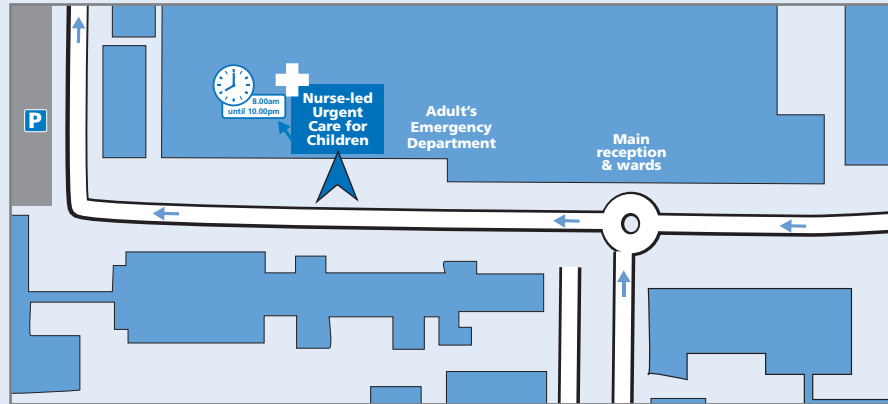 8.00am
until 10.00pm
Nurse-led
Urgent
Care for
Children
Adult's
Emergency
Department
Main
reception
& wards
P